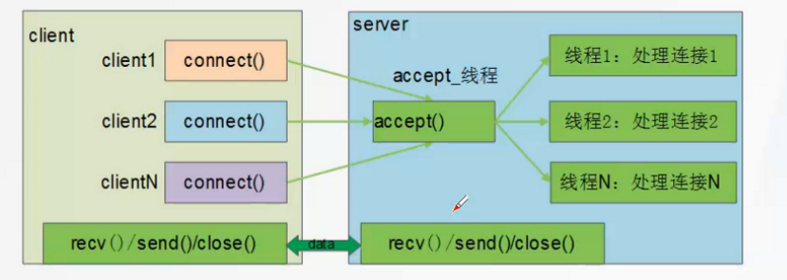 client
server
client1
connect()
accept_线程
线程1：处理连接1
client2
connect()
accept()
线程2：处理连接2
clientN
connect()
线程N：处理连接N
recv()/send()/close()
data
recv()/send()/close()